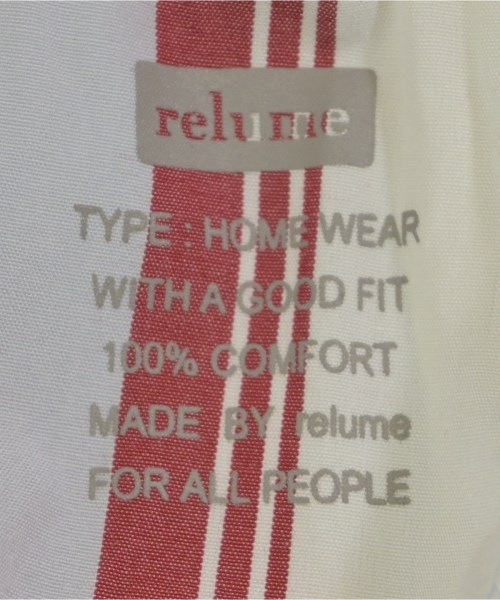 relume
TYPE : HOME WEAR
WITH A GOOD FIT
100% COMFORT
MADE BY relume
FOR ALL PEOPLE